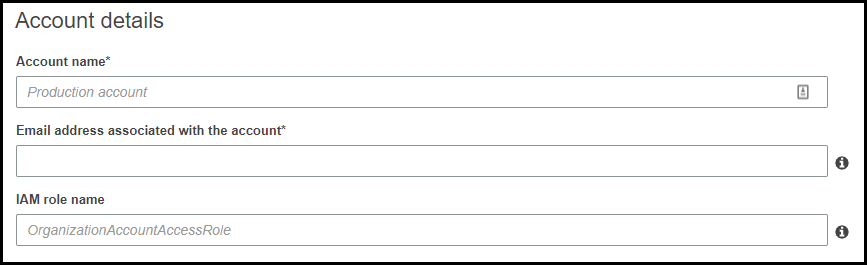 Account details
Account name*
Production account
Email address associated with the account*
IAM role name
OrganizationAccountAccessRole